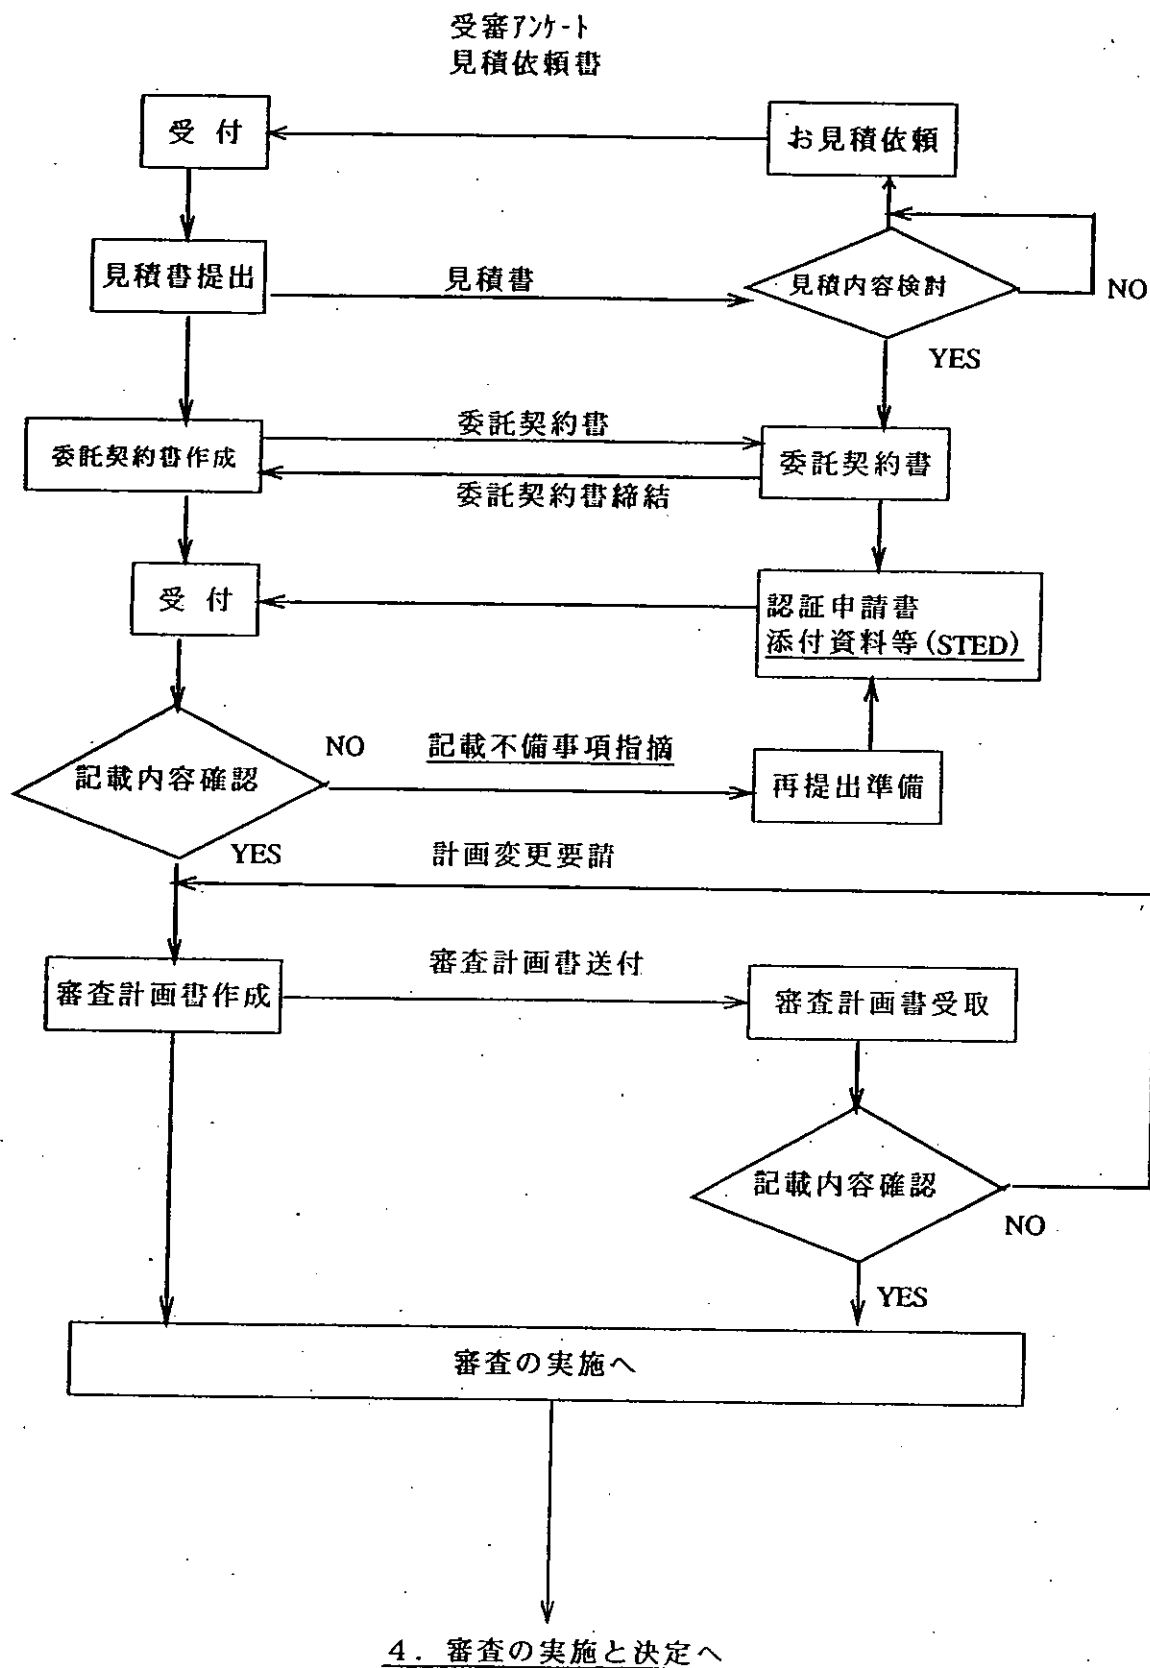 受審ｱﾝｹｰﾄ
見積依頼書
受 付
お見積依頼
見積書提出
見積書
見積内容検討
NO
YES
委託契約書
委託契約書作成
委託契約書
委託契約書締結
受 付
認証申請書
添付資料等(STED)
NO
記載不備事項指摘
記載内容確認
再提出準備
YES
計画変更要請
審査計画書送付
審査計画書作成
審査計画書受取
記載内容確認
NO
YES
審査の実施へ
4. 審査の実施と決定へ